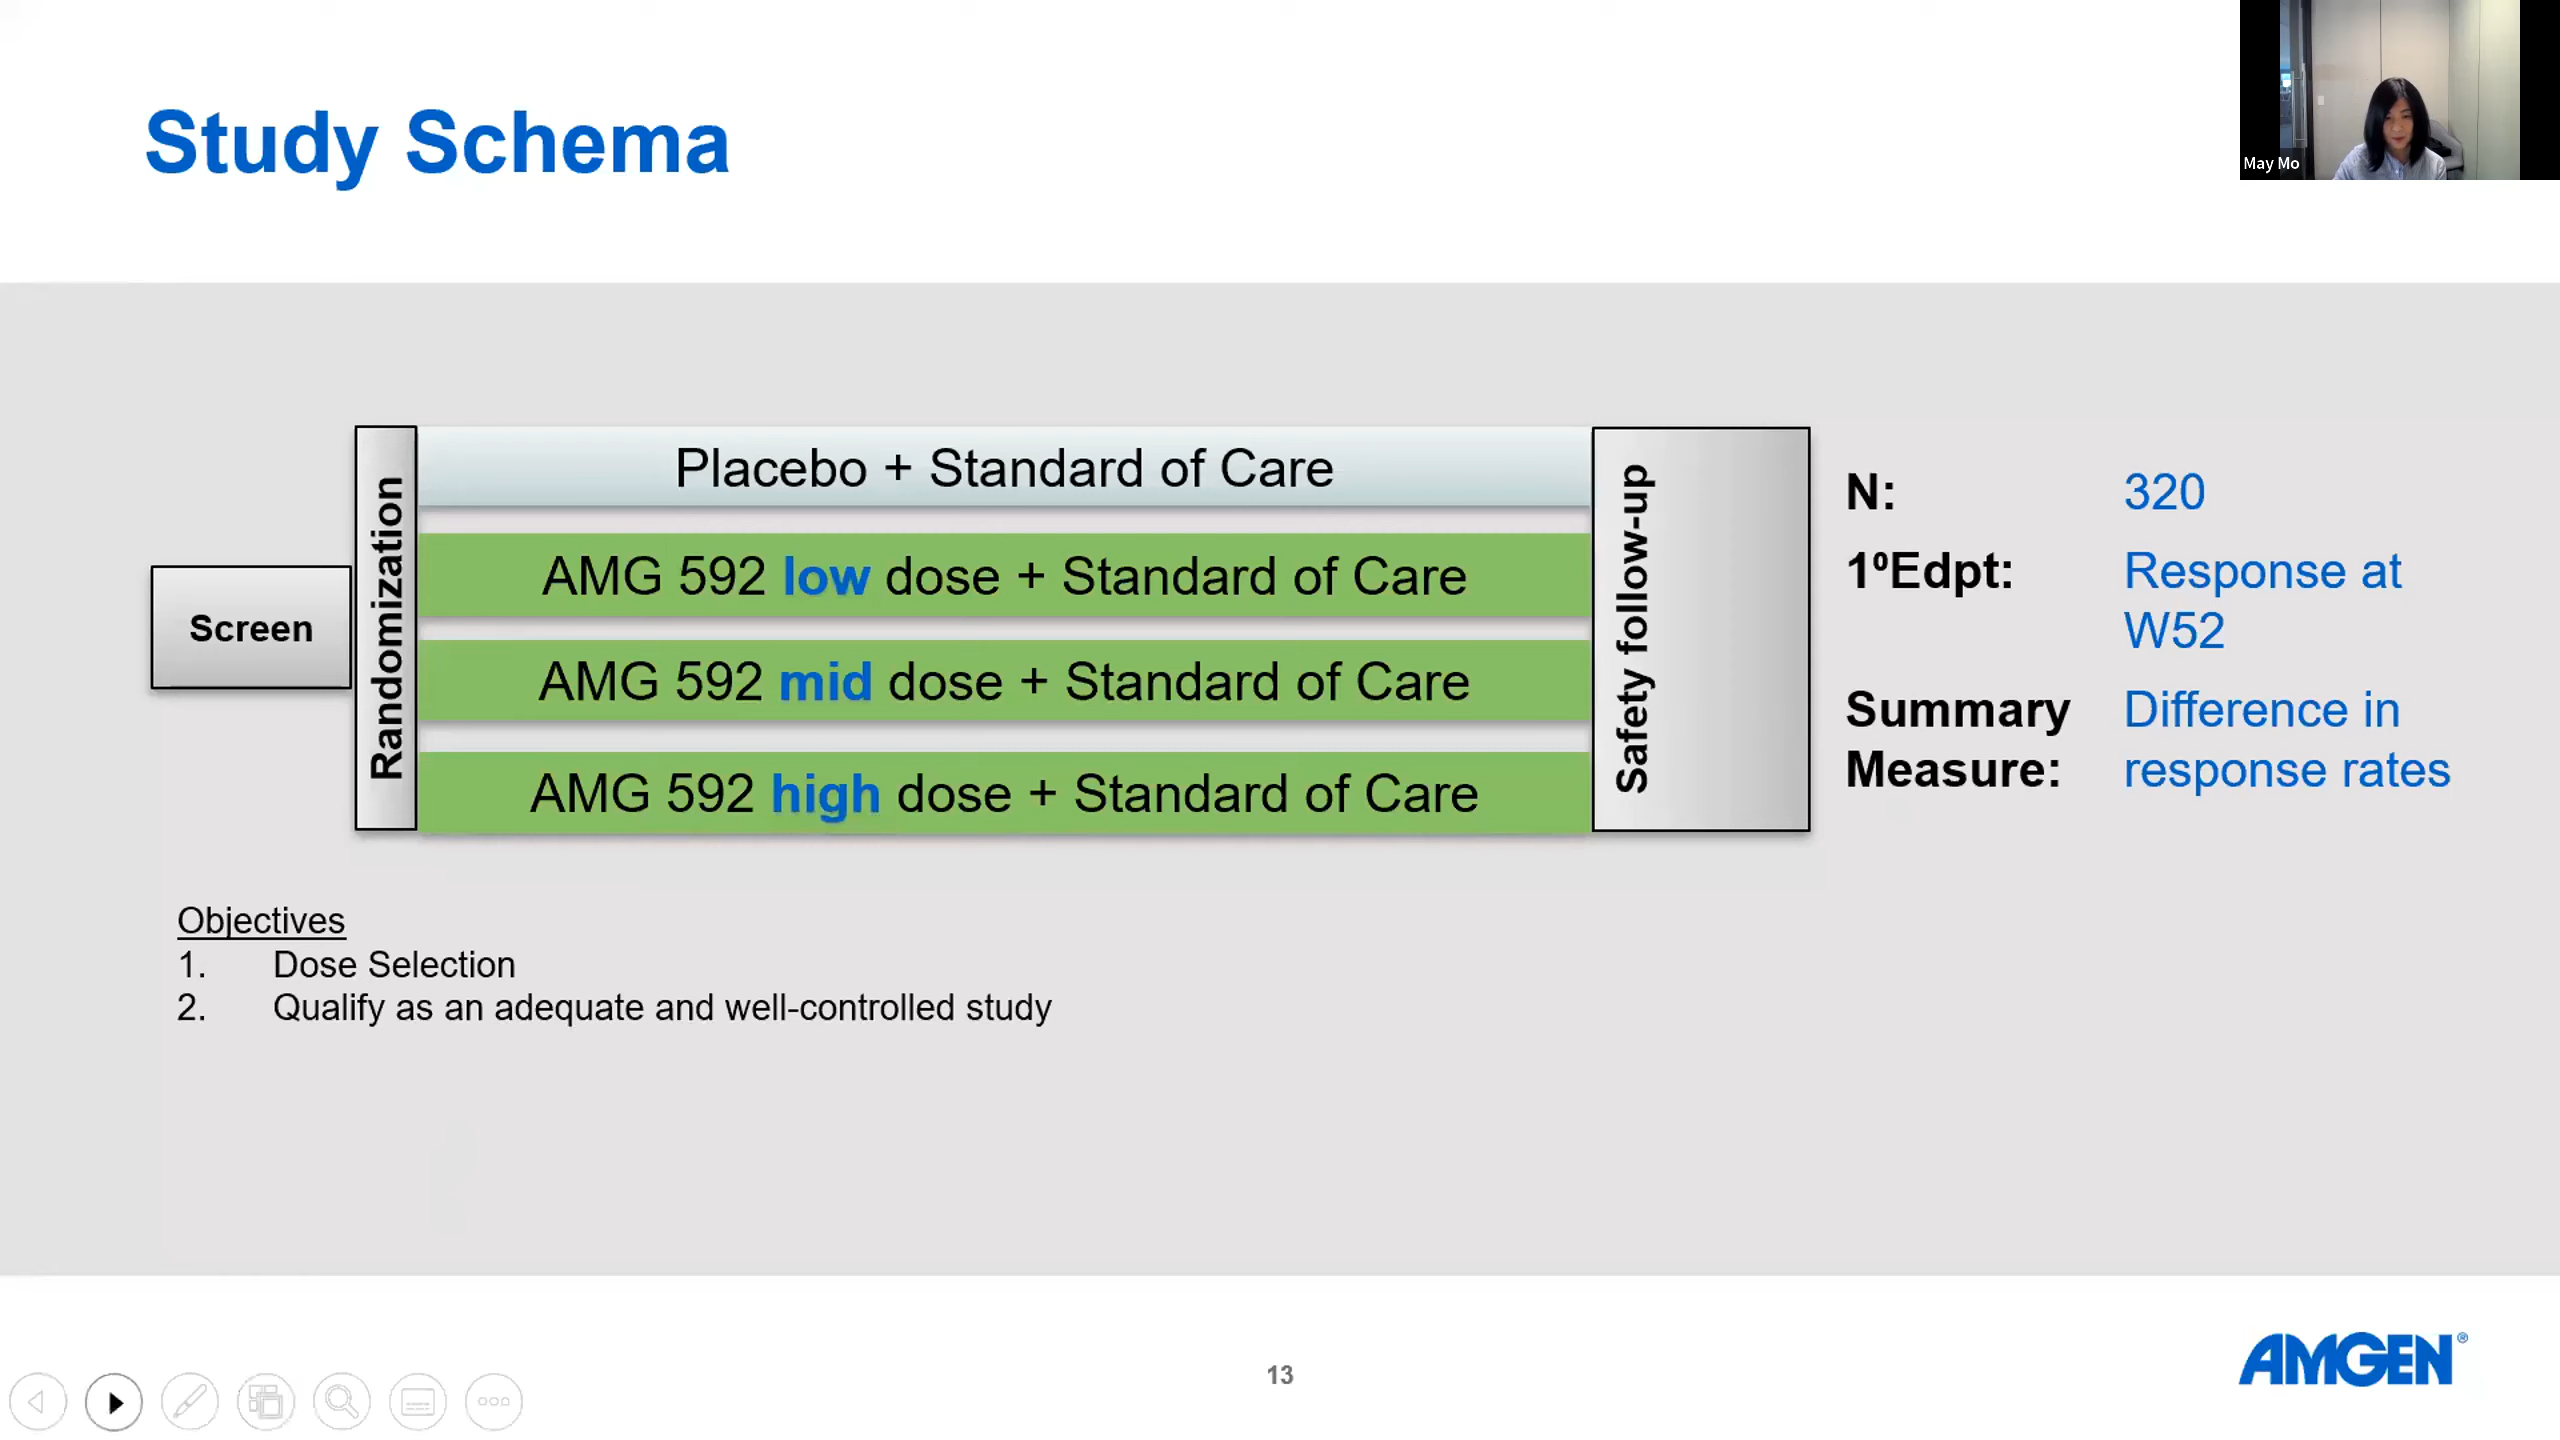 Study Schema
May Mo
Screen
Randomization
Placebo + Standard of Care
AMG 592 low dose + Standard of Care
AMG 592 mid dose + Standard of Care
AMG 592 high dose + Standard of Care
Safety follow-up
N: 320
1ºEdpt: Response at
W52
Summary Difference in
Measure: response rates
Objectives
1. Dose Selection
2. Qualify as an adequate and well-controlled study
13
AMGEN®